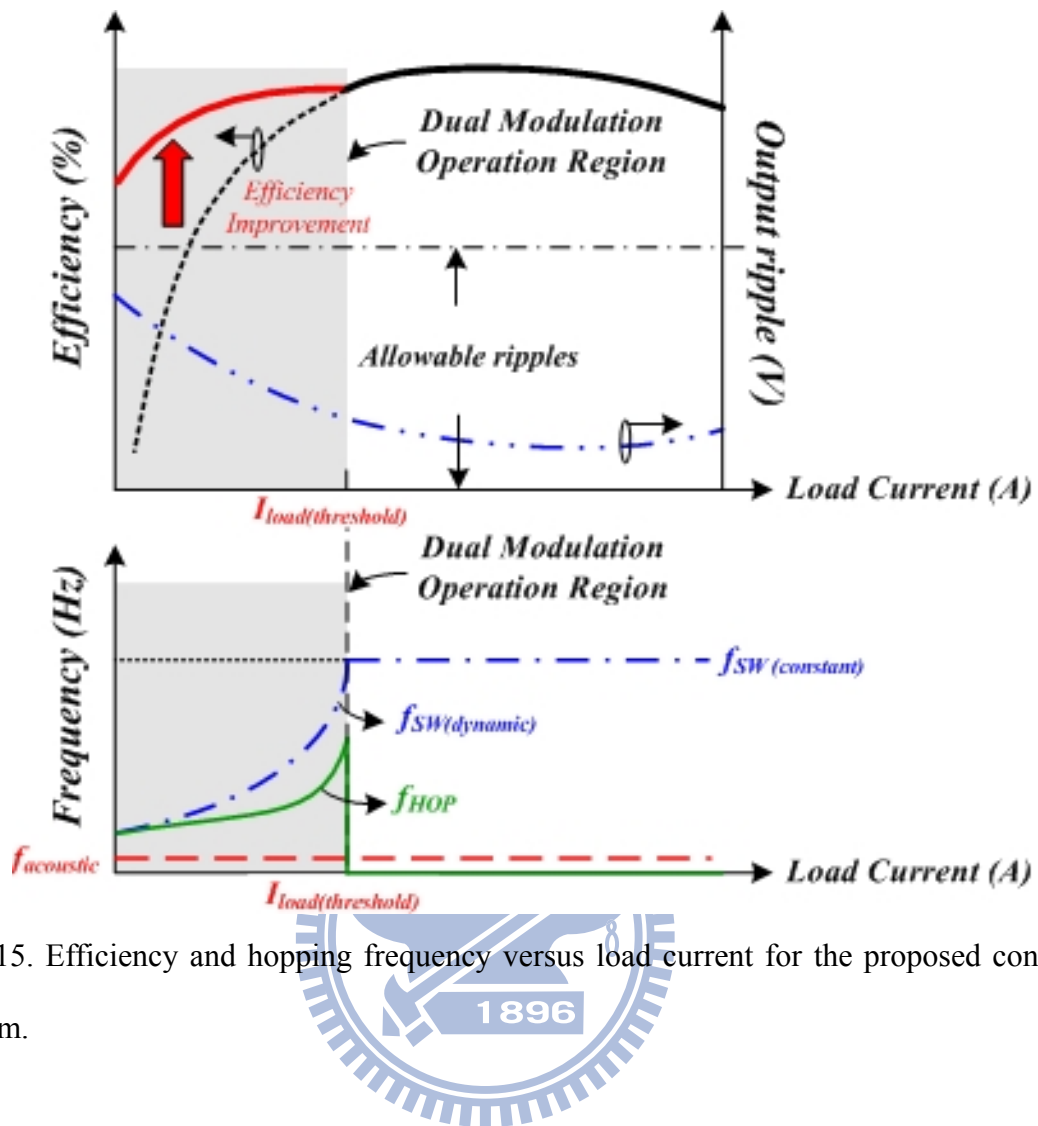 Efficiency (%)
Output ripple (V)
Dual Modulation
Operation Region
Efficiency
Improvement
Allowable ripples
Load Current (A)
Iload(threshold)
Frequency (Hz)
Dual Modulation
Operation Region
fSW (constant)
fSW(dynamic)
fHOP
facoustic
Load Current (A)
Iload(threshold)
15. Efficiency and hopping frequency versus load current for the proposed con
m.
1896